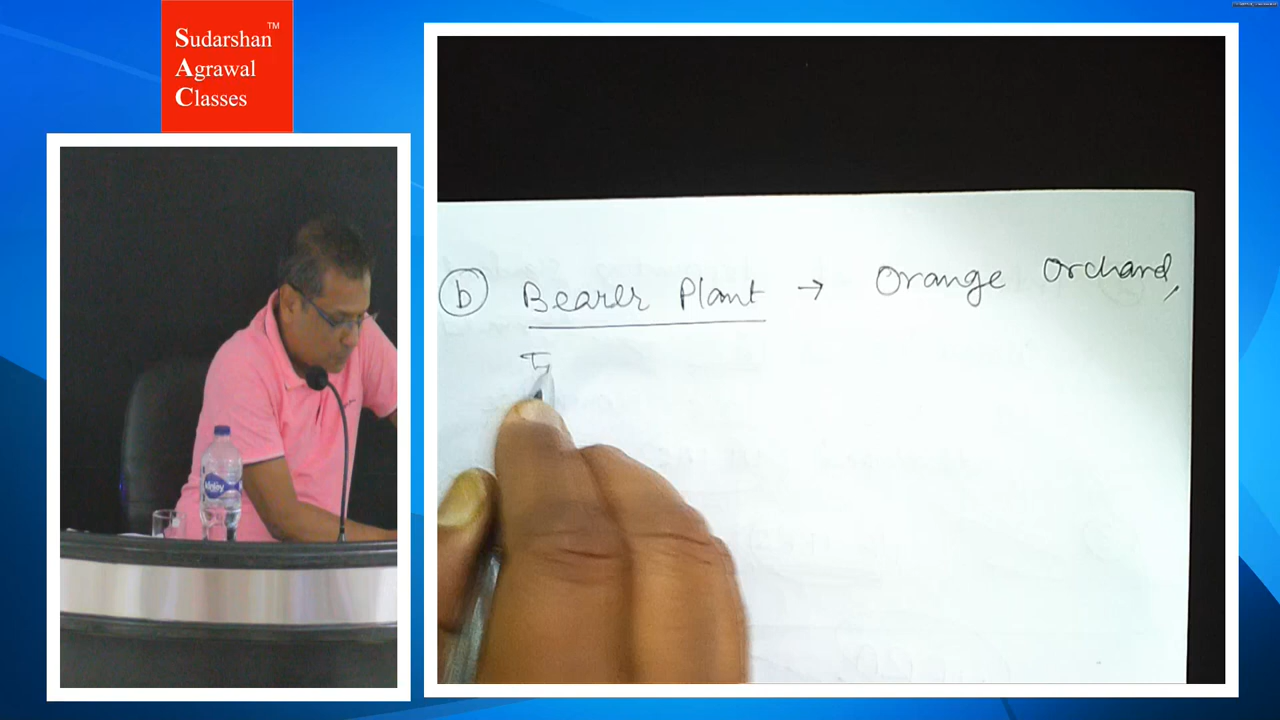 Sudarshan™
Agrawal
Classes
ⓑ Bearer Plant → Orange Orchard,